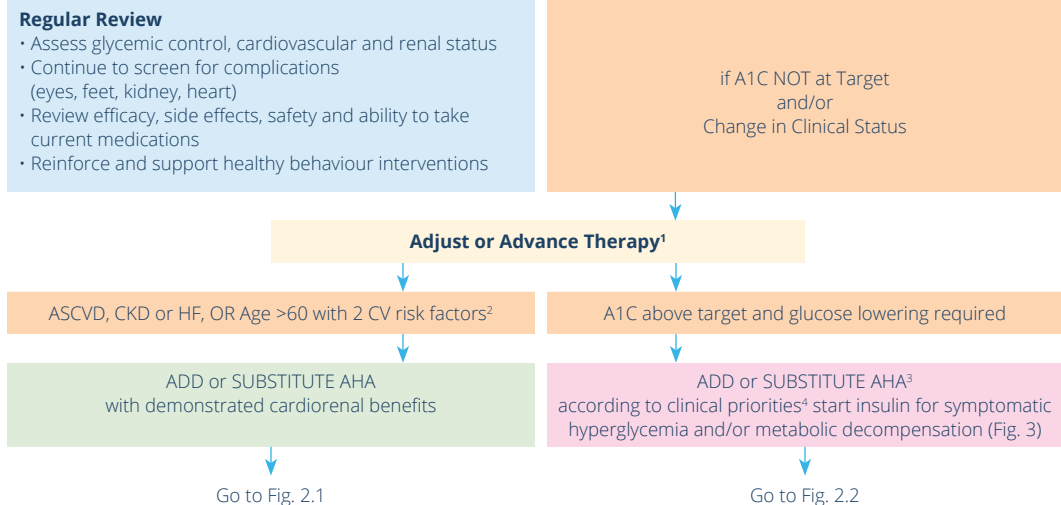 Regular Review
• Assess glycemic control, cardiovascular and renal status
• Continue to screen for complications
(eyes, feet, kidney, heart)
• Review efficacy, side effects, safety and ability to take
current medications
• Reinforce and support healthy behaviour interventions
if A1C NOT at Target
and/or
Change in Clinical Status
Adjust or Advance Therapy¹
ASCVD, CKD or HF, OR Age >60 with 2 CV risk factors²
A1C above target and glucose lowering required
ADD or SUBSTITUTE AHA
with demonstrated cardiorenal benefits
ADD or SUBSTITUTE AHA³
according to clinical priorities⁴ start insulin for symptomatic
hyperglycemia and/or metabolic decompensation (Fig. 3)
Go to Fig. 2.1
Go to Fig. 2.2